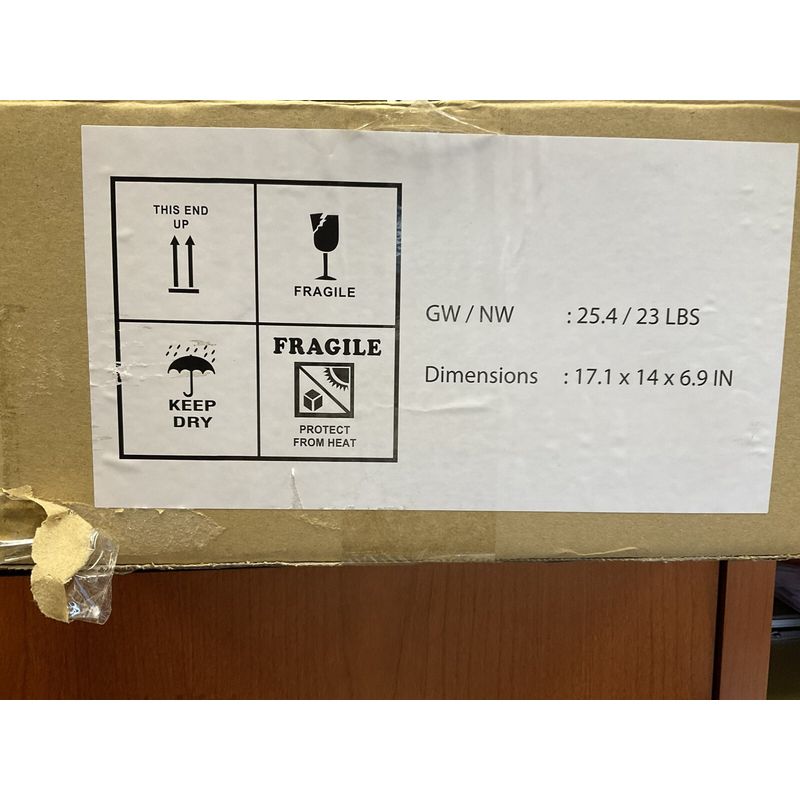 THIS END
UP
FRAGILE
KEEP
DRY
FRAGILE
PROTECT
FROM HEAT
GW / NW : 25.4 / 23 LBS
Dimensions : 17.1 x 14 x 6.9 IN